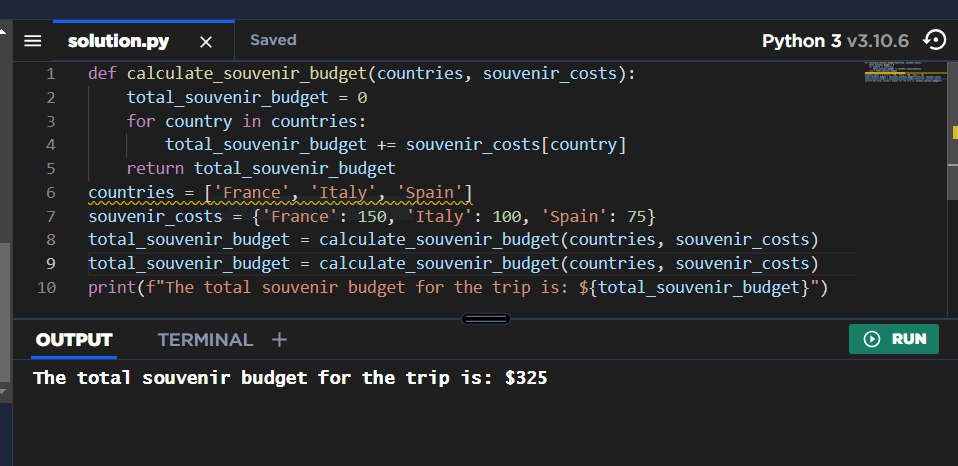 solution.py × Saved Python 3 v3.10.6
1 def calculate_souvenir_budget(countries, souvenir_costs):
2     total_souvenir_budget = 0
3     for country in countries:
4         total_souvenir_budget += souvenir_costs[country]
5     return total_souvenir_budget
6 countries = ['France', 'Italy', 'Spain']
7 souvenir_costs = {'France': 150, 'Italy': 100, 'Spain': 75}
8 total_souvenir_budget = calculate_souvenir_budget(countries, souvenir_costs)
9 total_souvenir_budget = calculate_souvenir_budget(countries, souvenir_costs)
10 print(f"The total souvenir budget for the trip is: ${total_souvenir_budget}")
OUTPUT TERMINAL + RUN
The total souvenir budget for the trip is: $325